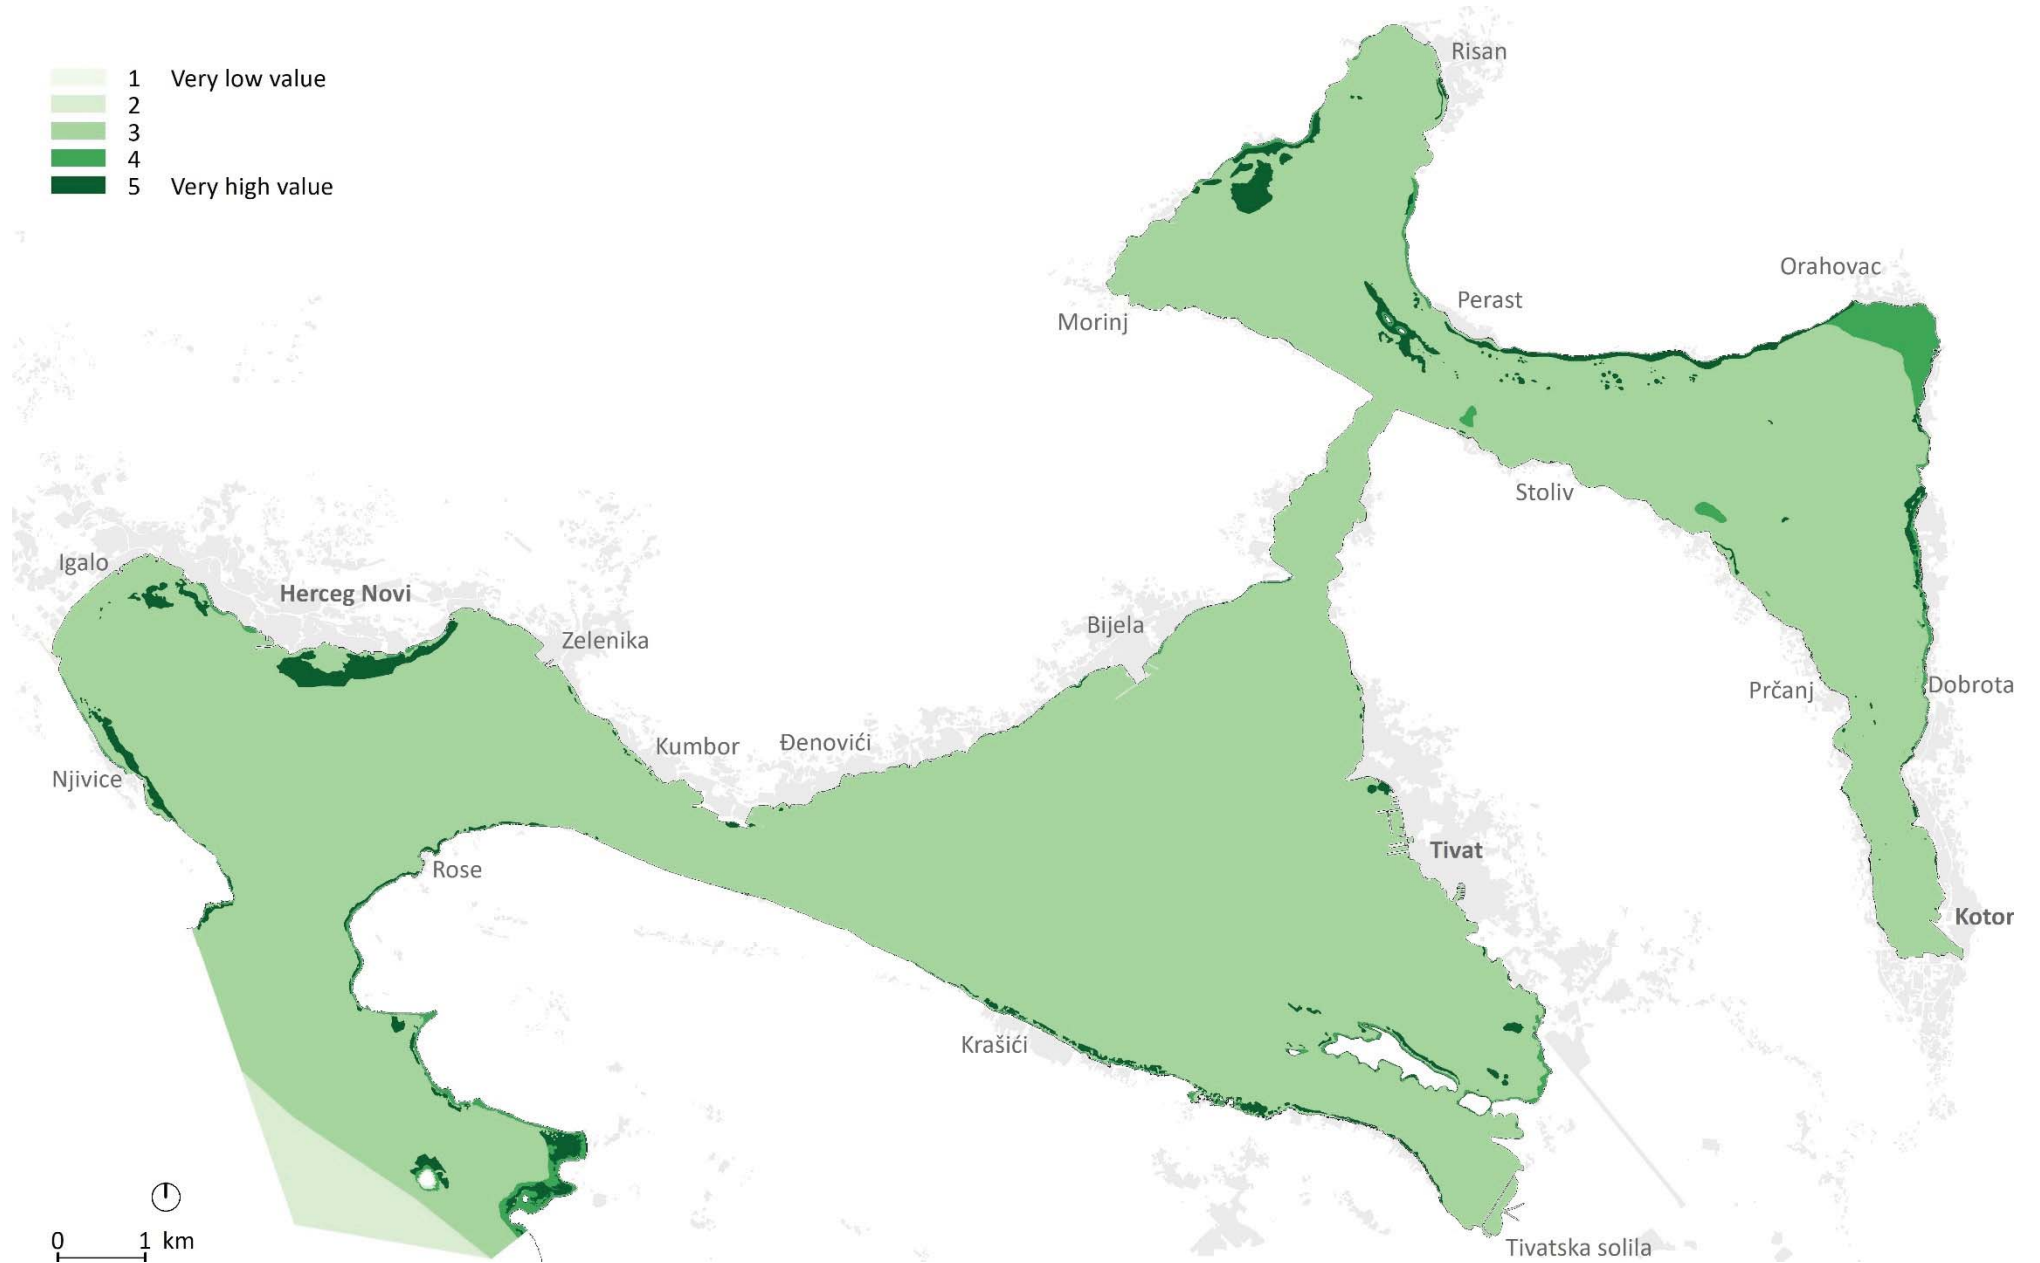 1 Very low value
2
3
4
5 Very high value
Risan
Orahovac
Perast
Morinj
Stoliv
Igalo
Herceg Novi
Zelenika
Bijela
Prčanj
Dobrota
Kumbor
Đenovići
Njivice
Tivat
Rose
Kotor
Krašići
0 1 km
Tivatska solila